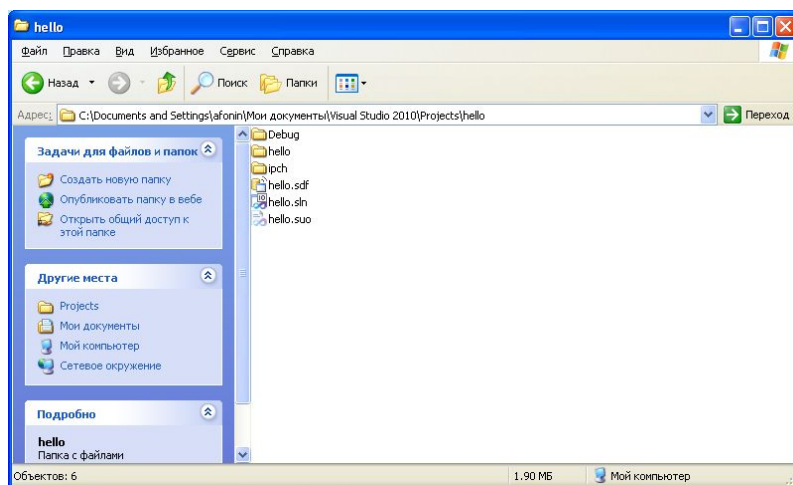 hello
Файл Правка Вид Избранное Сервис Справка
Назад Поиск Папки
Адрес: C:\Documents and Settings\afonin\Мои документы\Visual Studio 2010\Projects\hello Переход
Задачи для файлов и папок
Создать новую папку
Опубликовать папку в вебе
Открыть общий доступ к
этой папке
Другие места
Projects
Мои документы
Мой компьютер
Сетевое окружение
Подробно
hello
Папка с файлами
Debug
hello
ipch
hello.sdf
hello.sln
hello.suo
Объектов: 6 1.90 МБ Мой компьютер